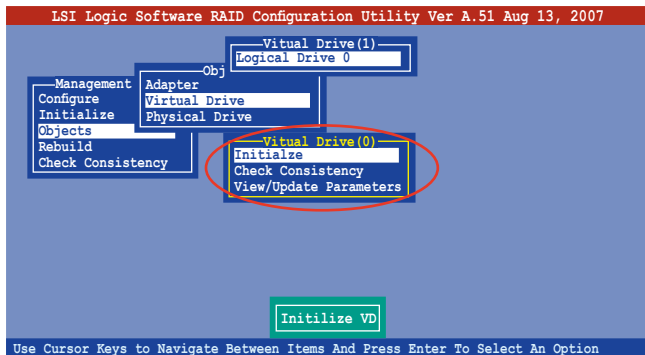 LSI Logic Software RAID Configuration Utility Ver A.51 Aug 13, 2007
Vitual Drive(1)
Logical Drive 0
Obj
Adapter
Virtual Drive
Physical Drive
Management
Configure
Initialize
Objects
Rebuild
Check Consistency
Vitual Drive(0)
Initialze
Check Consistency
View/Update Parameters
Initilize VD
Use Cursor Keys to Navigate Between Items And Press Enter To Select An Option